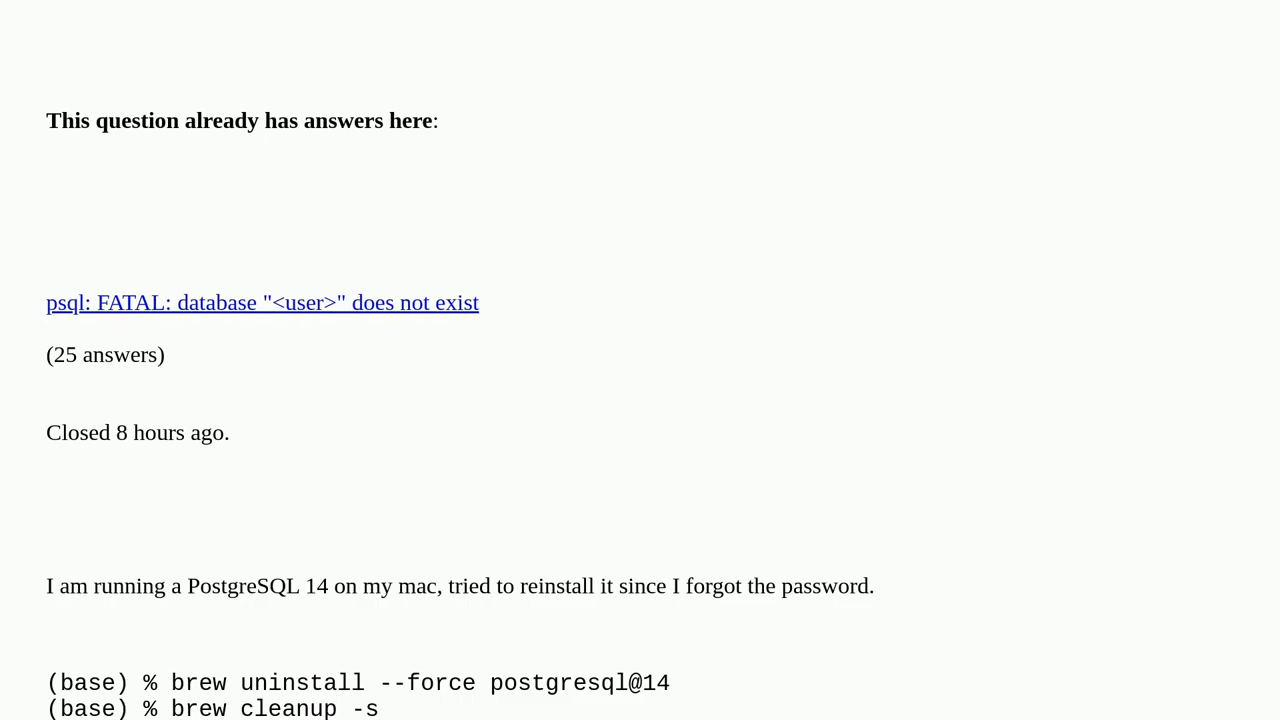 This question already has answers here:
psql: FATAL: database "<user>" does not exist
(25 answers)
Closed 8 hours ago.
I am running a PostgreSQL 14 on my mac, tried to reinstall it since I forgot the password.
(base) % brew uninstall --force postgresql@14
(base) % brew cleanup -s